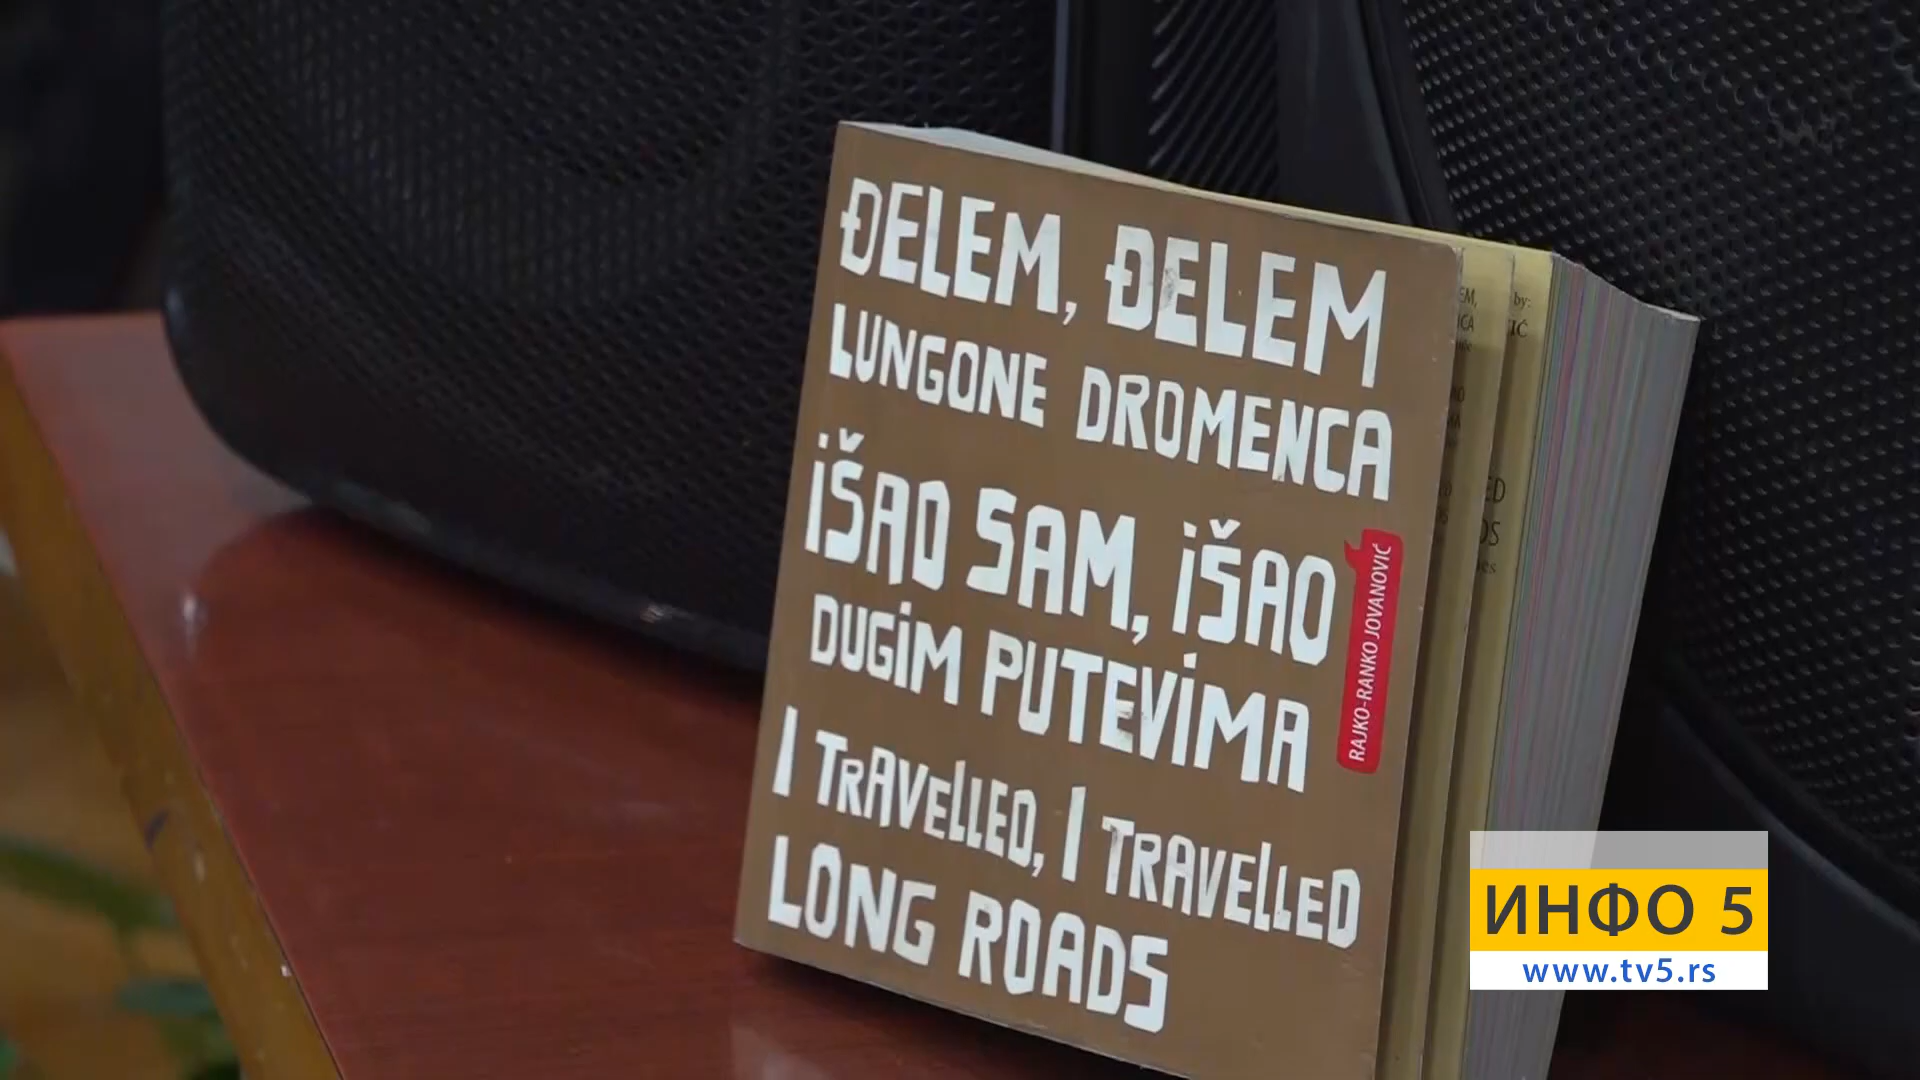 ĐELEM, ĐELEM
LUNGONE DROMENCA
IŠAO SAM, IŠAO
DUGIM PUTEVIMA
I TRAVELLED, I TRAVELLED
LONG ROADS
RAJKO-RANKO JOVANOVIĆ
by:
ИНФО 5
www.tv5.rs